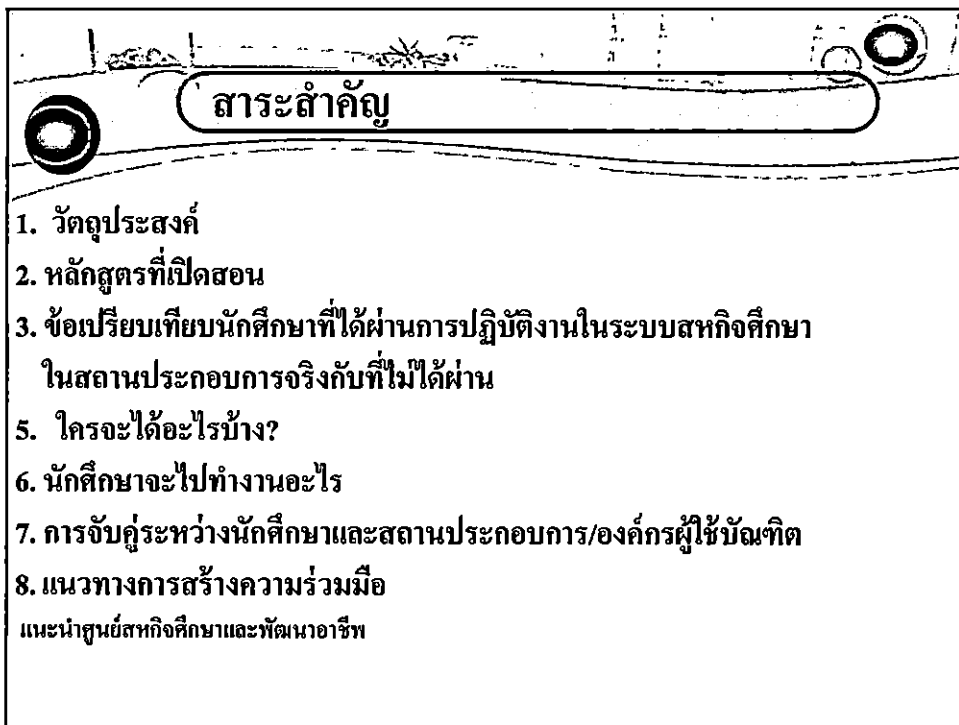 สาระสำคัญ
1. วัตถุประสงค์
2. หลักสูตรที่เปิดสอน
3. ข้อเปรียบเทียบนักศึกษาที่ได้ผ่านการปฏิบัติงานในระบบสหกิจศึกษา
ในสถานประกอบการจริงกับที่ไม่ได้ผ่าน
5. ใครจะได้อะไรบ้าง?
6. นักศึกษาจะไปทำงานอะไร
7. การจับคู่ระหว่างนักศึกษาและสถานประกอบการ/องค์กรผู้ใช้บัณฑิต
8. แนวทางการสร้างความร่วมมือ
แนะนำศูนย์สหกิจศึกษาและพัฒนาอาชีพ